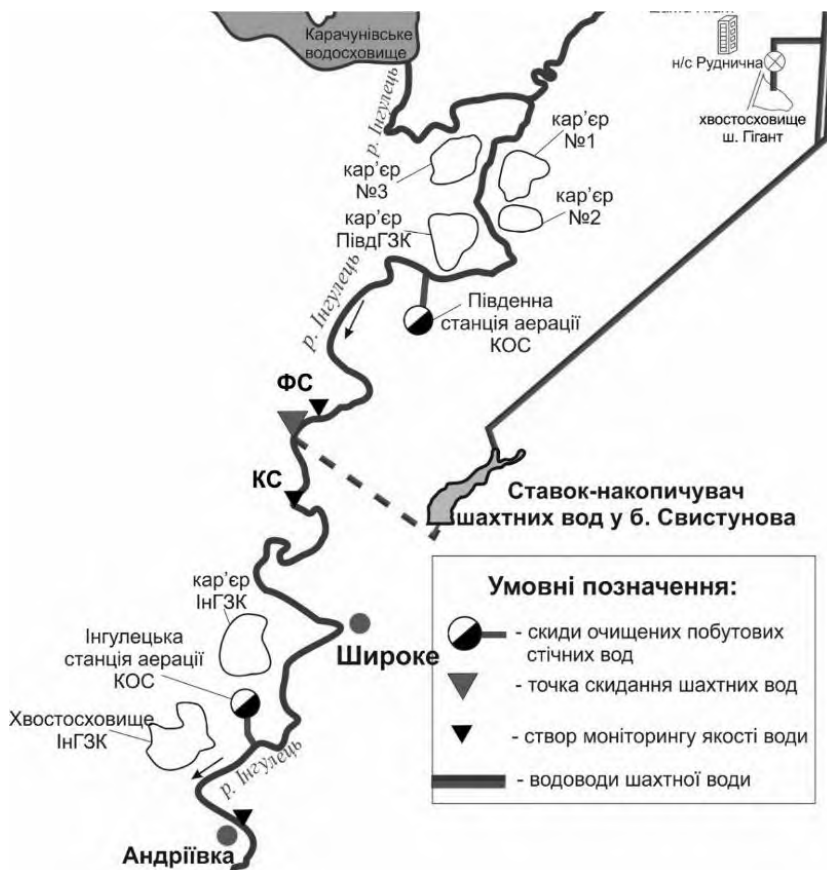 Карачунівське
водосховище
р. Інгулець
н/с Руднична
хвостосховище
ш. Гігант
кар'єр
№1
кар'єр
№3
кар'єр
№2
кар'єр
ПівдГЗК
р. Інгулець
Південна
станція аерації
КОС
ФС
КС
Ставок-накопичувач
шахтних вод у б. Свистунова
кар'єр
ІнГЗК
Інгулецька
станція аерації
КОС
Широке
Хвостосховище
ІнГЗК
р. Інгулець
Андріївка
Умовні позначення:
- скиди очищених побутових
стічних вод
- точка скидання шахтних вод
- створ моніторингу якості води
- водоводи шахтної води